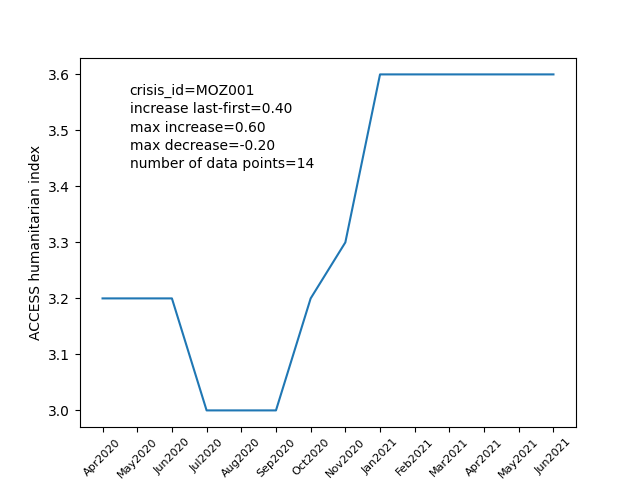 3.6
3.5
3.4
3.3
3.2
3.1
3.0
ACCESS humanitarian index
crisis_id=MOZ001
increase last-first=0.40
max increase=0.60
max decrease=-0.20
number of data points=14
Apr2020
May2020
Jun2020
Jul2020
Aug2020
Sep2020
Oct2020
Nov2020
Jan2021
Feb2021
Mar2021
Apr2021
May2021
Jun2021